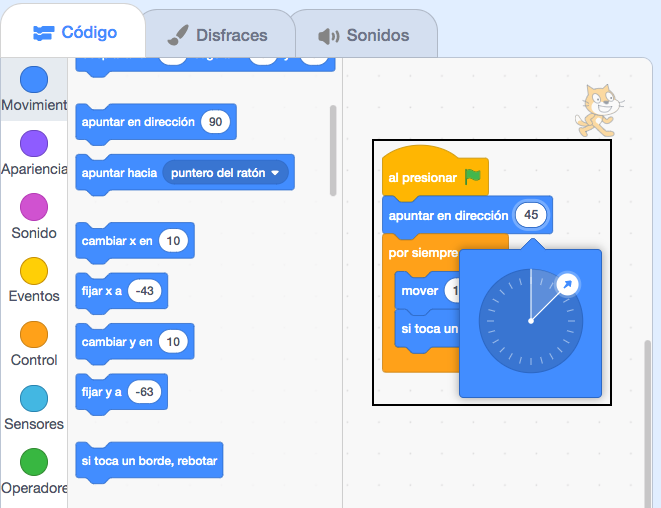 Código
Disfraces
Sonidos
Movimient
Apariencia
Sonido
Eventos
Control
Sensores
Operadore
apuntar en dirección 90
apuntar hacia puntero del ratón
cambiar x en 10
fijar x a -43
cambiar y en 10
fijar y a -63
si toca un borde, rebotar
al presionar
apuntar en dirección 45
por siempre
mover 1
si toca un